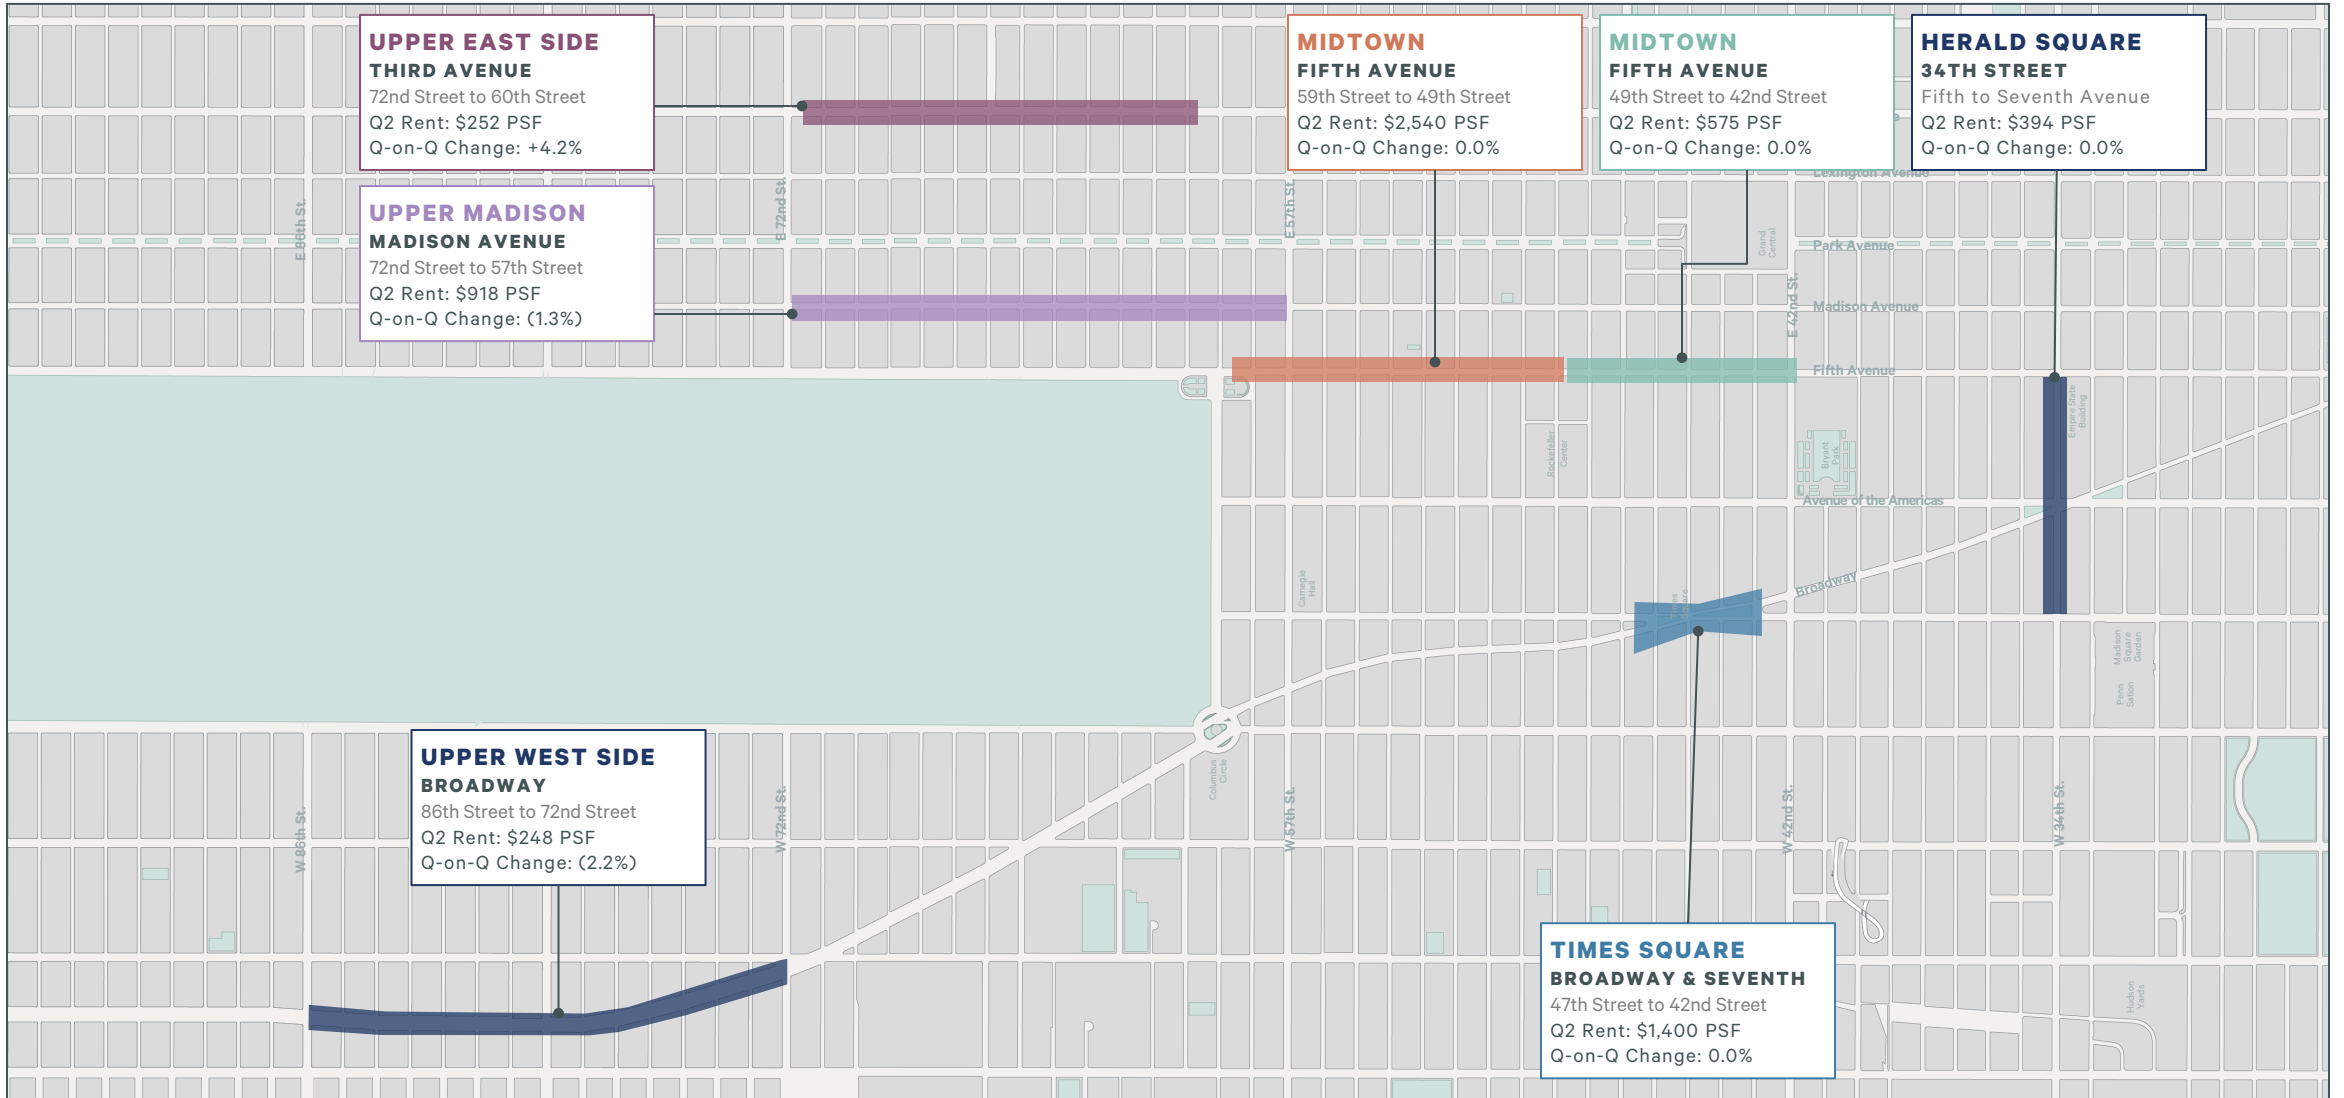 UPPER EAST SIDE
THIRD AVENUE
72nd Street to 60th Street
Q2 Rent: $252 PSF
Q-on-Q Change: +4.2%
MIDTOWN
FIFTH AVENUE
59th Street to 49th Street
Q2 Rent: $2,540 PSF
Q-on-Q Change: 0.0%
MIDTOWN
FIFTH AVENUE
49th Street to 42nd Street
Q2 Rent: $575 PSF
Q-on-Q Change: 0.0%
HERALD SQUARE
34TH STREET
Fifth to Seventh Avenue
Q2 Rent: $394 PSF
Q-on-Q Change: 0.0%
UPPER MADISON
MADISON AVENUE
72nd Street to 57th Street
Q2 Rent: $918 PSF
Q-on-Q Change: (1.3%)
E 86th St.
E 72nd St.
E 57th St.
E 42nd St.
Lexington Avenue
Grand
Central
Park Avenue
Madison Avenue
Fifth Avenue
Empire State
Building
Rockefeller
Center
Bryant
Park
Avenue of the Americas
Carnegie
Hall
Times
Square
Broadway
Madison
Square
Garden
Penn
Station
Columbus
Circle
UPPER WEST SIDE
BROADWAY
86th Street to 72nd Street
Q2 Rent: $248 PSF
Q-on-Q Change: (2.2%)
W 86th St.
W 72nd St.
W 57th St.
W 42nd St.
W 34th St.
TIMES SQUARE
BROADWAY & SEVENTH
47th Street to 42nd Street
Q2 Rent: $1,400 PSF
Q-on-Q Change: 0.0%
Hudson
Yards